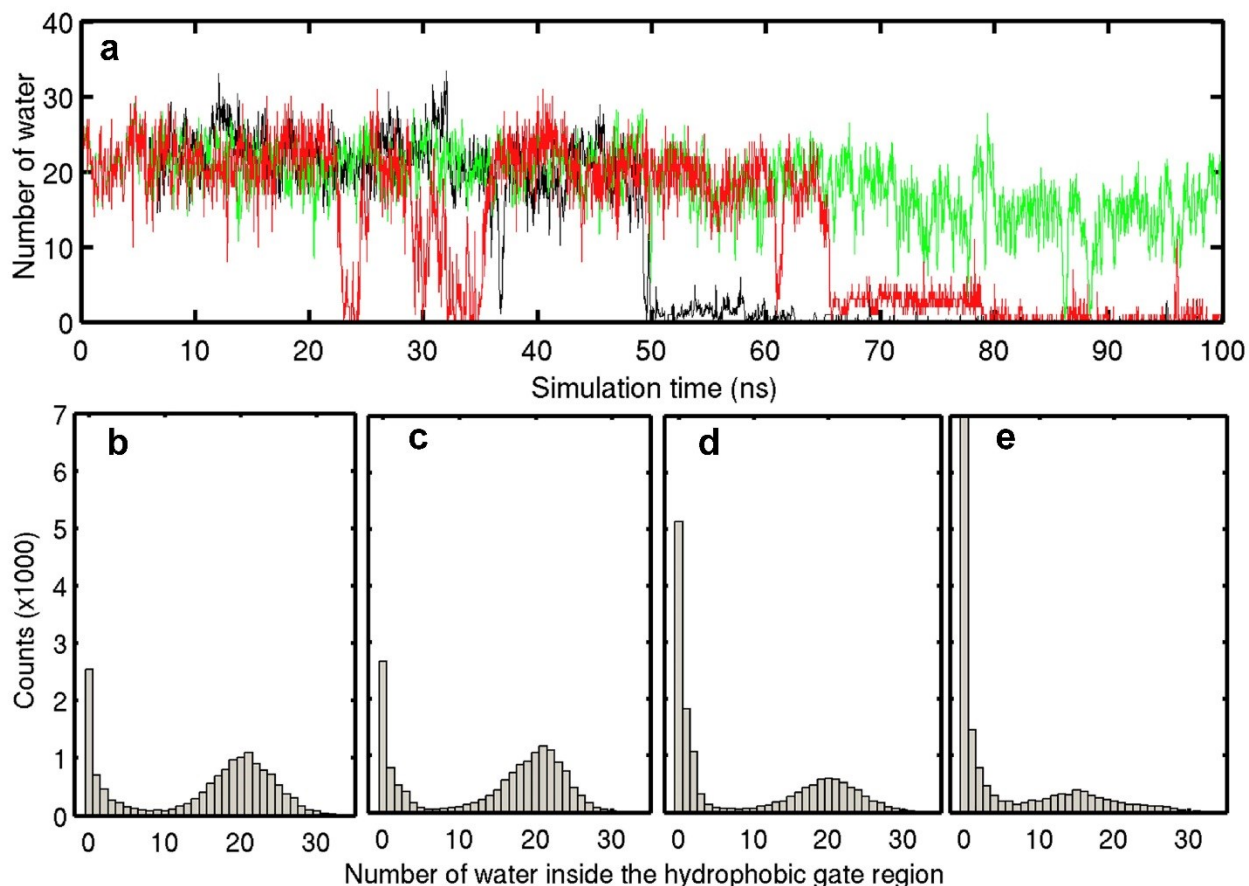 a
Number of water
40
30
20
10
0
0 10 20 30 40 50 60 70 80 90 100
Simulation time (ns)
b c d e
Counts (x1000)
7
6
5
4
3
2
1
0
0 10 20 30 0 10 20 30 0 10 20 30 0 10 20 30
Number of water inside the hydrophobic gate region